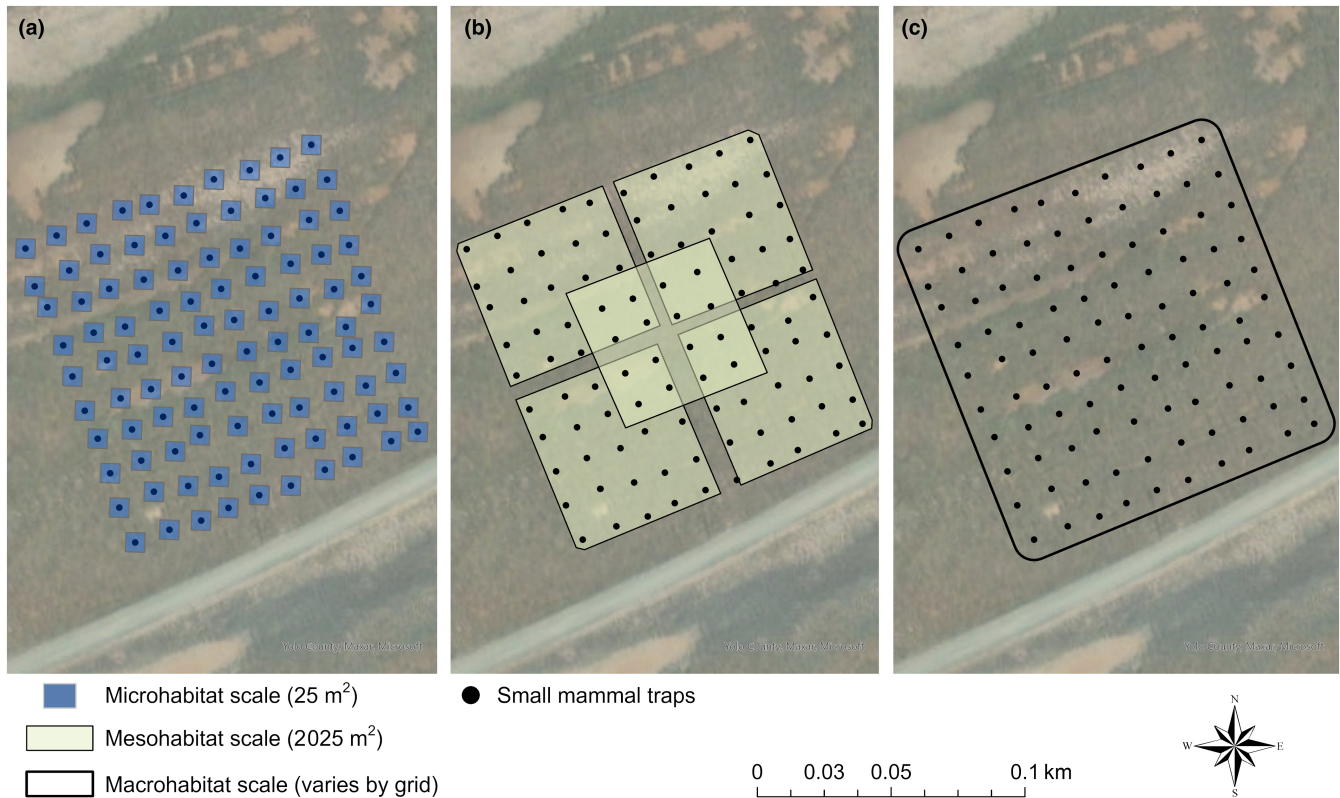 (a)
(b)
(c)
Yolo County, Maxar, Microsoft
Yolo County, Maxar, Microsoft
Yolo County, Maxar, Microsoft
Microhabitat scale (25 m²)
Small mammal traps
Mesohabitat scale (2025 m²)
Macrohabitat scale (varies by grid)
0 0.03 0.05 0.1 km
N
W E
S